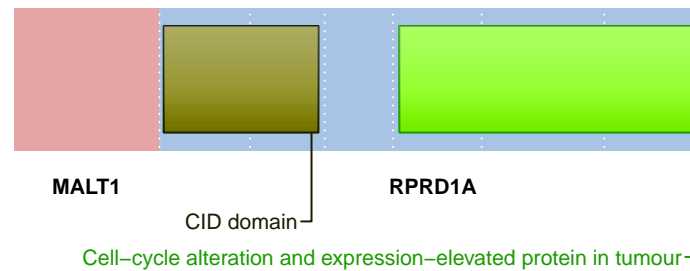 MALT1 RPRD1A
CID domain
Cell−cycle alteration and expression−elevated protein in tumour